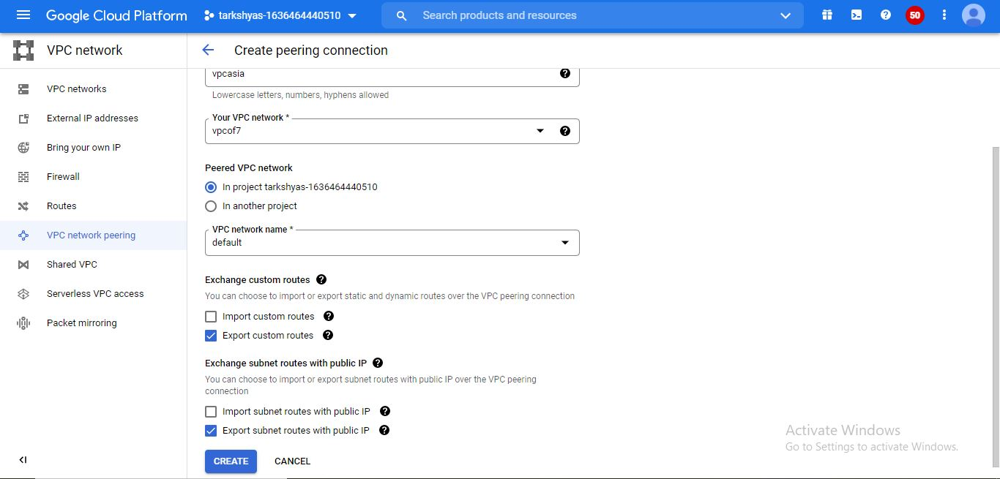 Google Cloud Platform
tarkshyas-1636464440510
Search products and resources
50
VPC network
Create peering connection
VPC networks
External IP addresses
Bring your own IP
Firewall
Routes
VPC network peering
Shared VPC
Serverless VPC access
Packet mirroring
vpcasia
Lowercase letters, numbers, hyphens allowed
Your VPC network *
vpcof7
Peered VPC network
In project tarkshyas-1636464440510
In another project
VPC network name *
default
Exchange custom routes
You can choose to import or export static and dynamic routes over the VPC peering connection
Import custom routes
Export custom routes
Exchange subnet routes with public IP
You can choose to import or export subnet routes with public IP over the VPC peering
connection
Import subnet routes with public IP
Export subnet routes with public IP
CREATE CANCEL
Activate Windows
Go to Settings to activate Windows.